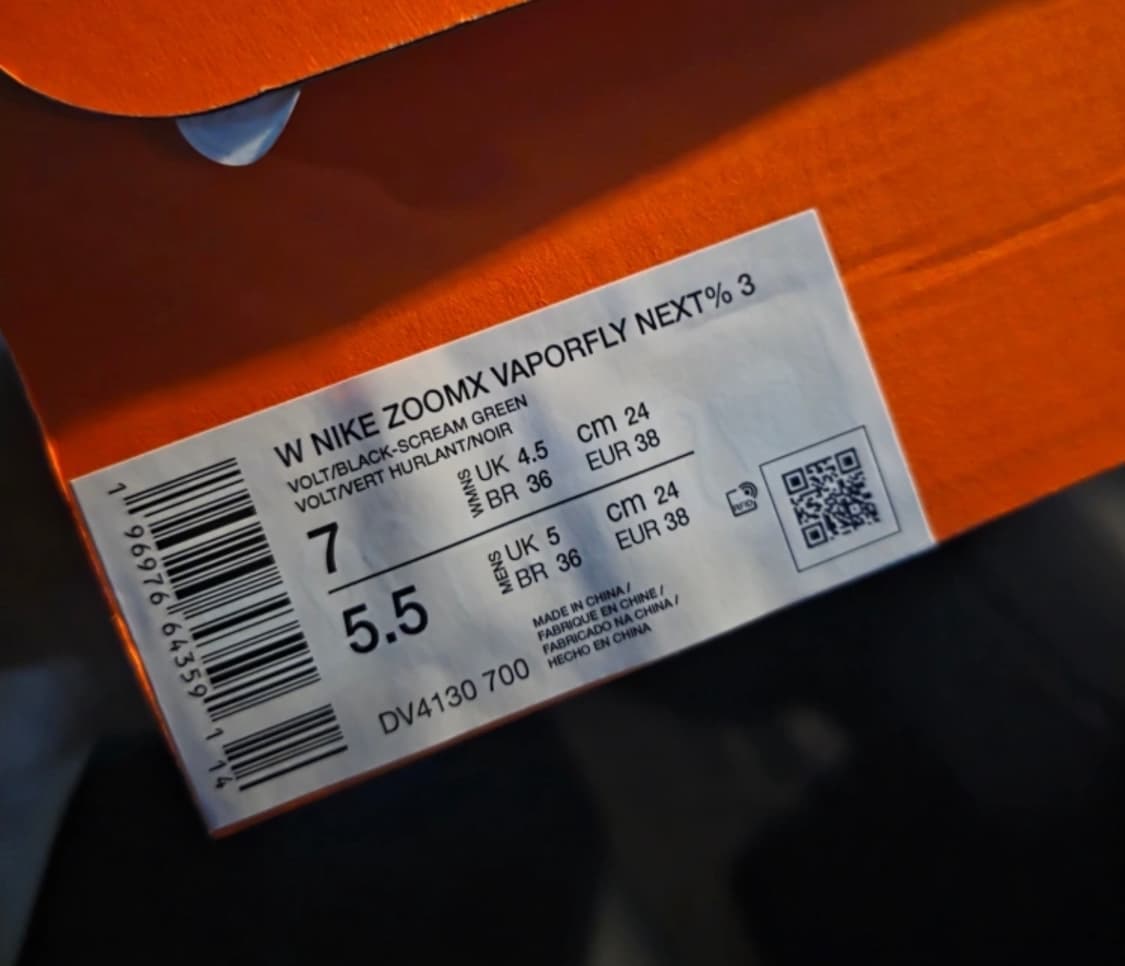 W NIKE ZOOMX VAPORFLY NEXT% 3
VOLT/BLACK-SCREAM GREEN
VOLT/VERT HURLANT/NOIR
7
WMNS
UK 4.5 cm 24
BR 36 EUR 38
5.5
MENS
UK 5 cm 24
BR 36 EUR 38
RFID
MADE IN CHINA /
FABRIQUE EN CHINE /
FABRICADO NA CHINA /
HECHO EN CHINA
DV4130 700
1 96976 64359 1 14